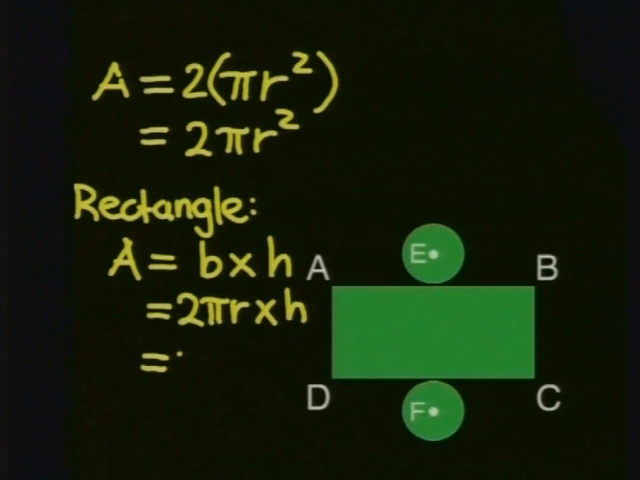 A = 2(πr²)
= 2πr²
Rectangle:
A = b x h
= 2πr x h
=
A
B
E
D
C
F